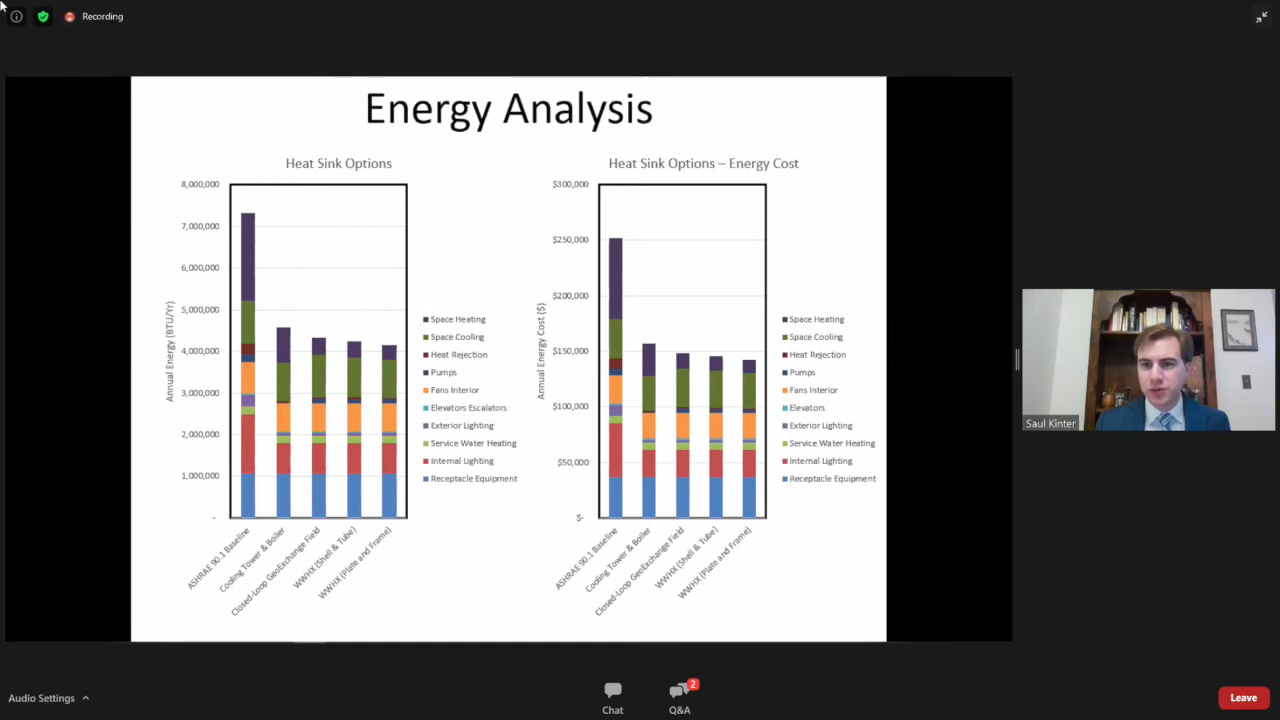 Recording
Energy Analysis
Heat Sink Options
8,000,000
7,000,000
6,000,000
5,000,000
4,000,000
3,000,000
2,000,000
1,000,000
-
Annual Energy (BTU/Yr)
ASHRAE 90.1 Baseline
Cooling Tower & Boiler
Closed-Loop GeoExchange Field
WWHX (Shell & Tube)
WWHX (Plate and Frame)
Space Heating
Space Cooling
Heat Rejection
Pumps
Fans Interior
Elevators Escalators
Exterior Lighting
Service Water Heating
Internal Lighting
Receptacle Equipment
Heat Sink Options – Energy Cost
$300,000
$250,000
$200,000
$150,000
$100,000
$50,000
$-
Annual Energy Cost ($)
ASHRAE 90.1 Baseline
Cooling Tower & Boiler
Closed-Loop GeoExchange Field
WWHX (Shell & Tube)
WWHX (Plate and Frame)
Space Heating
Space Cooling
Heat Rejection
Pumps
Fans Interior
Elevators
Exterior Lighting
Service Water Heating
Internal Lighting
Receptacle Equipment
Saul Kinter
Audio Settings
Chat
2
Q&A
Leave